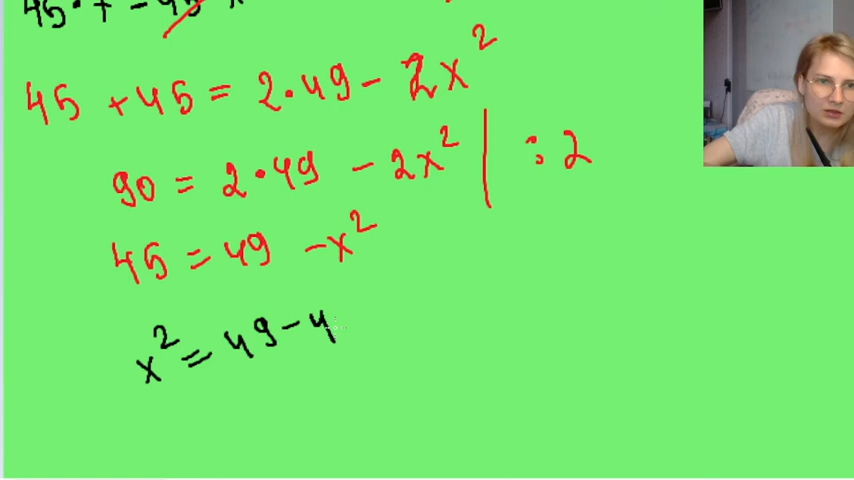 45 + 45 = 2·49 - 2x²
90 = 2·49 - 2x² | : 2
45 = 49 - x²
x² = 49 - 4